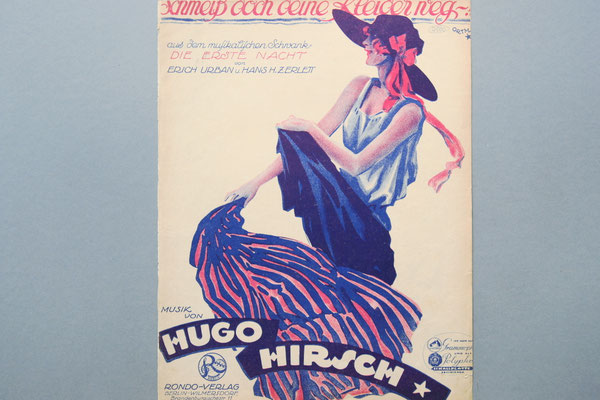 Schmeiß doch deine Kleider weg-!
ORTH.
aus dem musikalischen Schwank:
DIE ERSTE NACHT
von
ERICH URBAN u. HANS H. ZERLETT
MUSIK
VON
HUGO
HIRSCH
R
RONDO-VERLAG
BERLIN-WILMERSDORF